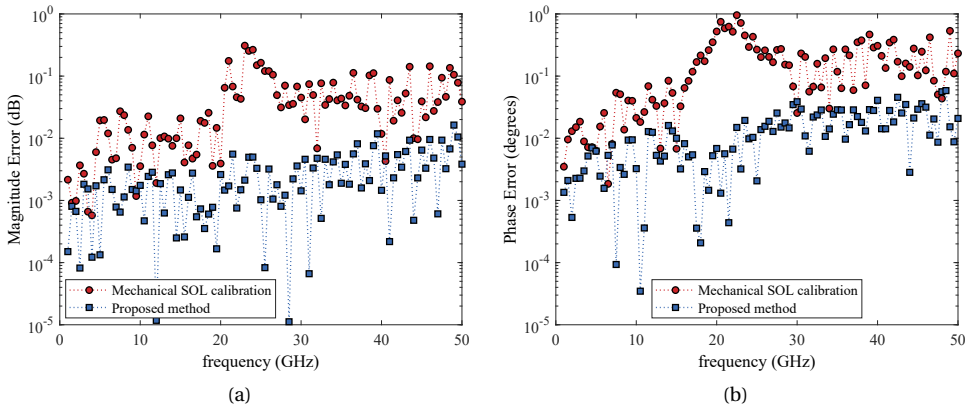 10^0
10^-1
10^-2
10^-3
10^-4
10^-5
Magnitude Error (dB)
Mechanical SOL calibration
Proposed method
0 10 20 30 40 50
frequency (GHz)
(a)
10^0
10^-1
10^-2
10^-3
10^-4
10^-5
Phase Error (degrees)
Mechanical SOL calibration
Proposed method
0 10 20 30 40 50
frequency (GHz)
(b)